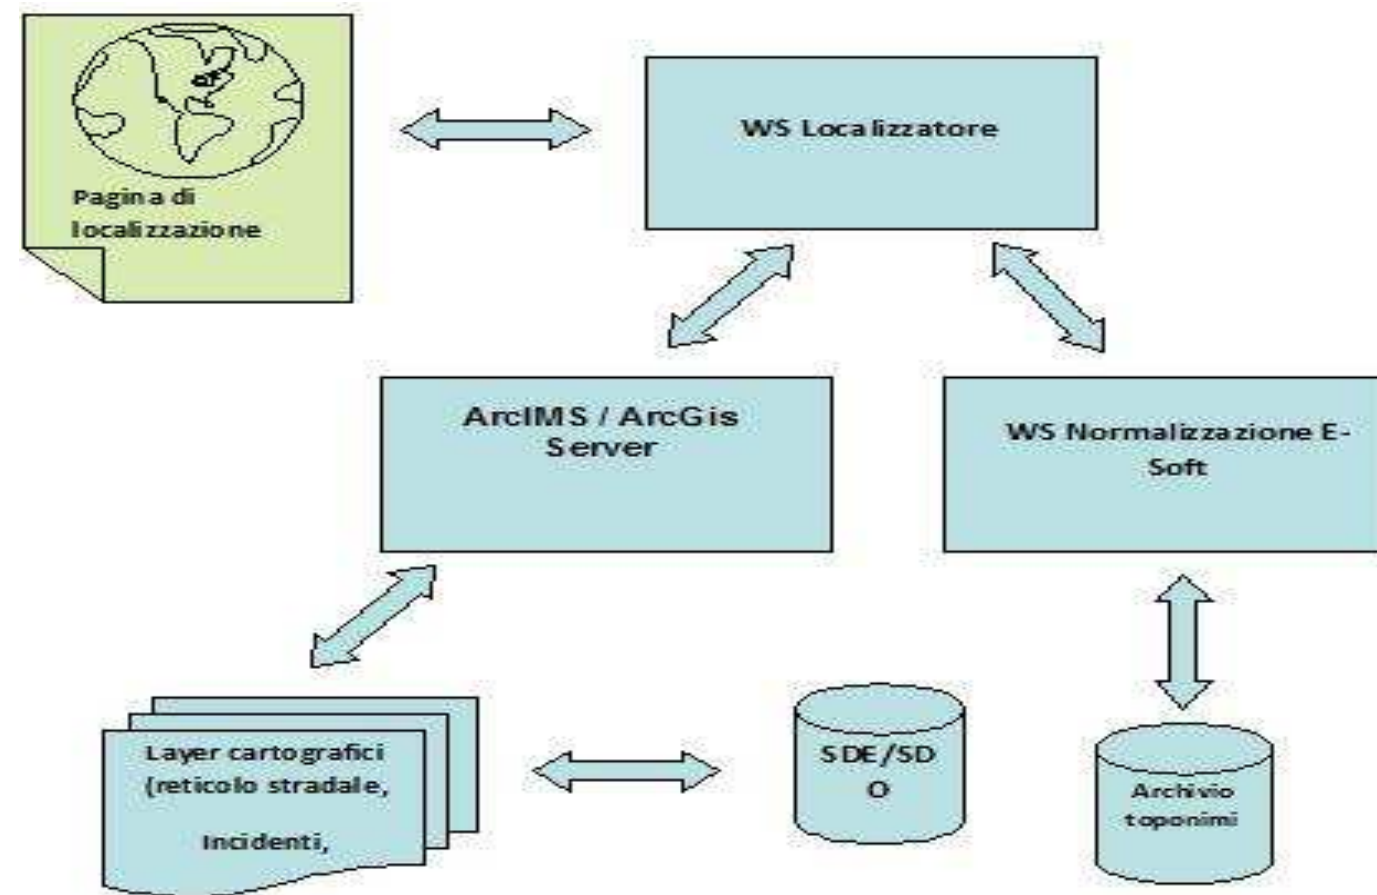 Pagina di
localizzazione
WS Localizzatore
ArcIMS / ArcGis
Server
WS Normalizzazione E-
Soft
Layer cartografici
(reticolo stradale,
Incidenti,
SDE/SD
O
Archivio
toponimi